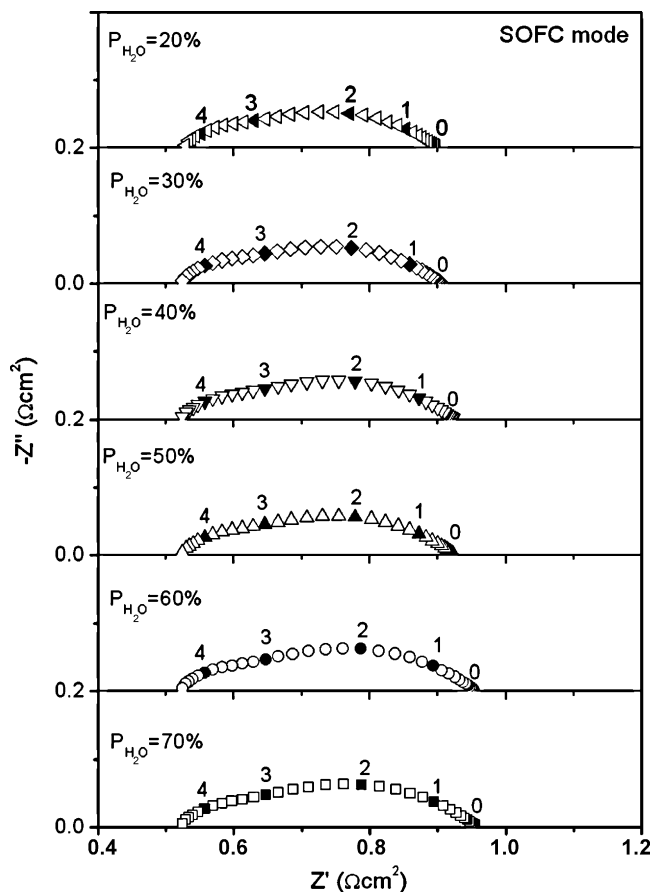 SOFC mode
P_H₂O=20%
4 3 2 1 0
0.2
P_H₂O=30%
4 3 2 1 0
0.0
P_H₂O=40%
4 3 2 1 0
0.2
P_H₂O=50%
4 3 2 1 0
0.0
P_H₂O=60%
4 3 2 1 0
0.2
P_H₂O=70%
4 3 2 1 0
0.0
0.4 0.6 0.8 1.0 1.2
Z' (Ωcm²)
-Z" (Ωcm²)